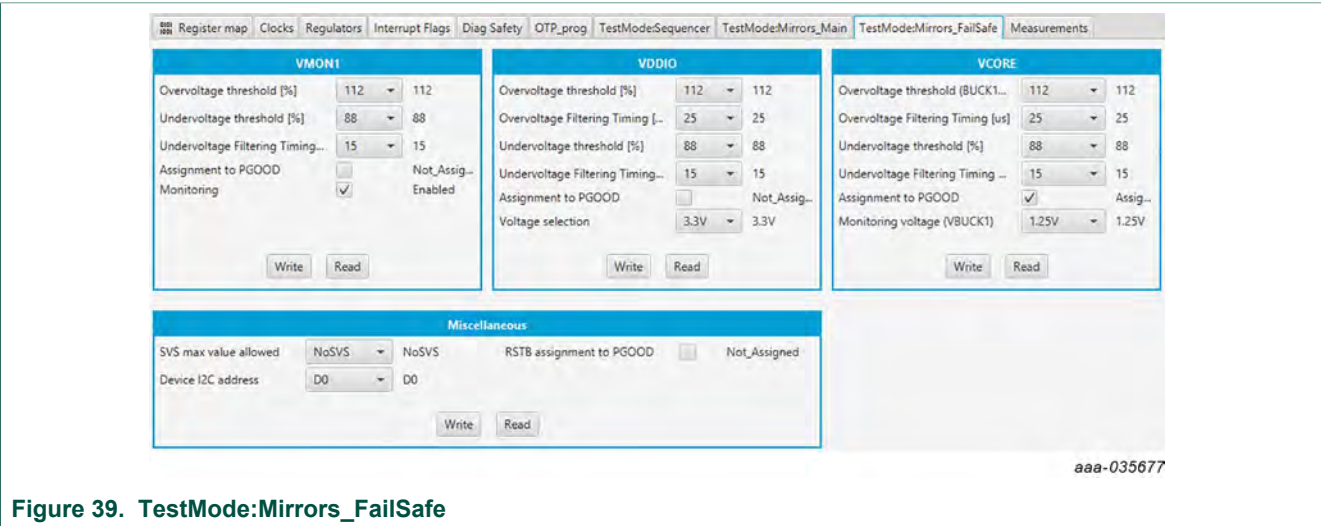 Register map Clocks Regulators Interrupt Flags Diag Safety OTP_prog TestMode:Sequencer TestMode:Mirrors_Main TestMode:Mirrors_FailSafe Measurements
VMON1
Overvoltage threshold [%] 112 112
Undervoltage threshold [%] 88 88
Undervoltage Filtering Timing... 15 15
Assignment to PGOOD Not_Assig...
Monitoring Enabled
Write Read
VDDIO
Overvoltage threshold [%] 112 112
Overvoltage Filtering Timing [... 25 25
Undervoltage threshold [%] 88 88
Undervoltage Filtering Timing... 15 15
Assignment to PGOOD Not_Assig...
Voltage selection 3.3V 3.3V
Write Read
VCORE
Overvoltage threshold (BUCK1... 112 112
Overvoltage Filtering Timing [us] 25 25
Undervoltage threshold [%] 88 88
Undervoltage Filtering Timing ... 15 15
Assignment to PGOOD Assig...
Monitoring voltage (VBUCK1) 1.25V 1.25V
Write Read
Miscellaneous
SVS max value allowed NoSVS NoSVS RSTB assignment to PGOOD Not_Assigned
Device I2C address D0 D0
Write Read
aaa-035677
Figure 39. TestMode:Mirrors_FailSafe